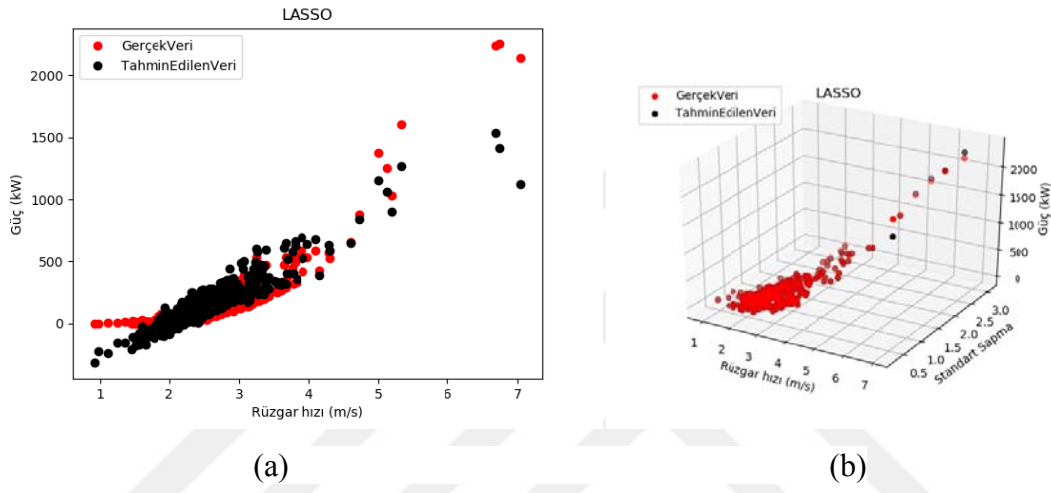 LASSO
GerçekVeri
TahminEdilenVeri
2000
1500
1000
500
0
Güç (kW)
1 2 3 4 5 6 7
Rüzgar hızı (m/s)
(a)
LASSO
GerçekVeri
TahminEdilenVeri
2000
1500
1000
500
0
Güç (kW)
3.0
2.5
2.0
1.5
1.0
0.5
Standart Sapma
1 2 3 4 5 6 7
Rüzgar hızı (m/s)
(b)